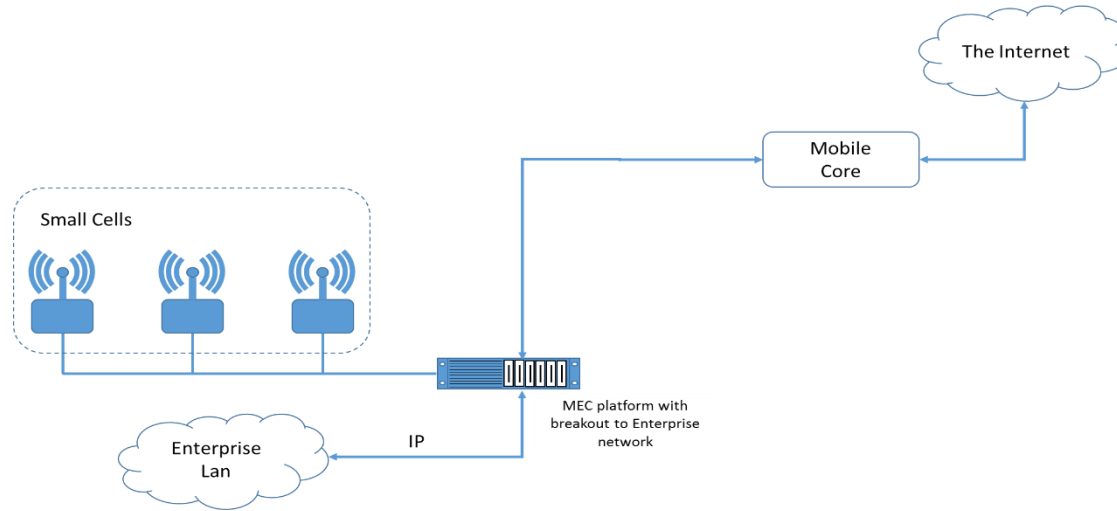 The Internet
Mobile
Core
Small Cells
MEC platform with
breakout to Enterprise
network
IP
Enterprise
Lan